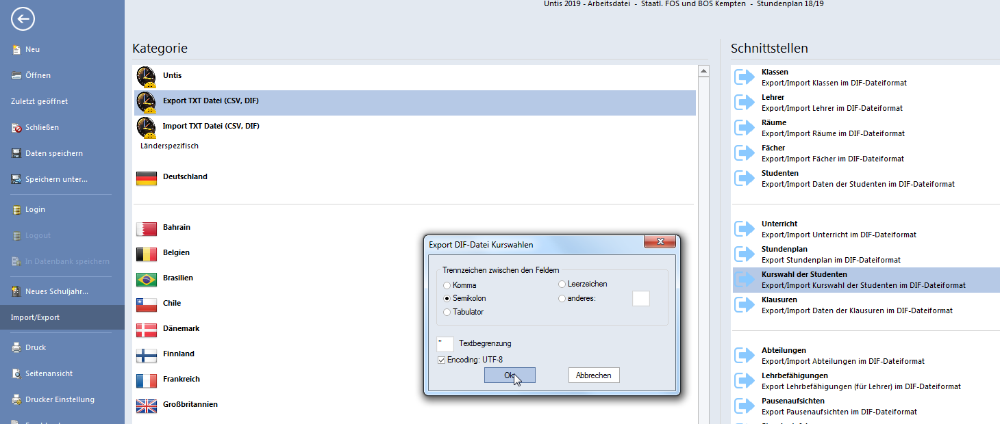 Untis 2019 - Arbeitsdatei - Staatl. FOS und BOS Kempten - Stundenplan 18/19
Neu
Öffnen
Zuletzt geöffnet
Schließen
Daten speichern
Speichern unter...
Login
Logout
In Datenbank speichern
Neues Schuljahr...
Import/Export
Druck
Seitenansicht
Drucker Einstellung
Kategorie
Untis
Export TXT Datei (CSV, DIF)
Import TXT Datei (CSV, DIF)
Länderspezifisch
Deutschland
Bahrain
Belgien
Brasilien
Chile
Dänemark
Finnland
Frankreich
Großbritannien
Export DIF-Datei Kurswahlen
Trennzeichen zwischen den Feldern
Komma
Leerzeichen
Semikolon
anderes:
Tabulator
" Textbegrenzung
Encoding: UTF-8
Ok
Abbrechen
Schnittstellen
Klassen
Export/Import Klassen im DIF-Dateiformat
Lehrer
Export/Import Lehrer im DIF-Dateiformat
Räume
Export/Import Räume im DIF-Dateiformat
Fächer
Export/Import Fächer im DIF-Dateiformat
Studenten
Export/Import Daten der Studenten im DIF-Dateiformat
Unterricht
Export/Import Unterricht im DIF-Dateiformat
Stundenplan
Export Stundenplan im DIF-Dateiformat
Kurswahl der Studenten
Export/Import Kurswahl der Studenten im DIF-Dateiformat
Klausuren
Export/Import Daten der Klausuren im DIF-Dateiformat
Abteilungen
Export/Import Abteilungen im DIF-Dateiformat
Lehrbefähigungen
Export Lehrbefähigungen (für Lehrer) im DIF-Dateiformat
Pausenaufsichten
Export Pausenaufsichten im DIF-Dateiformat